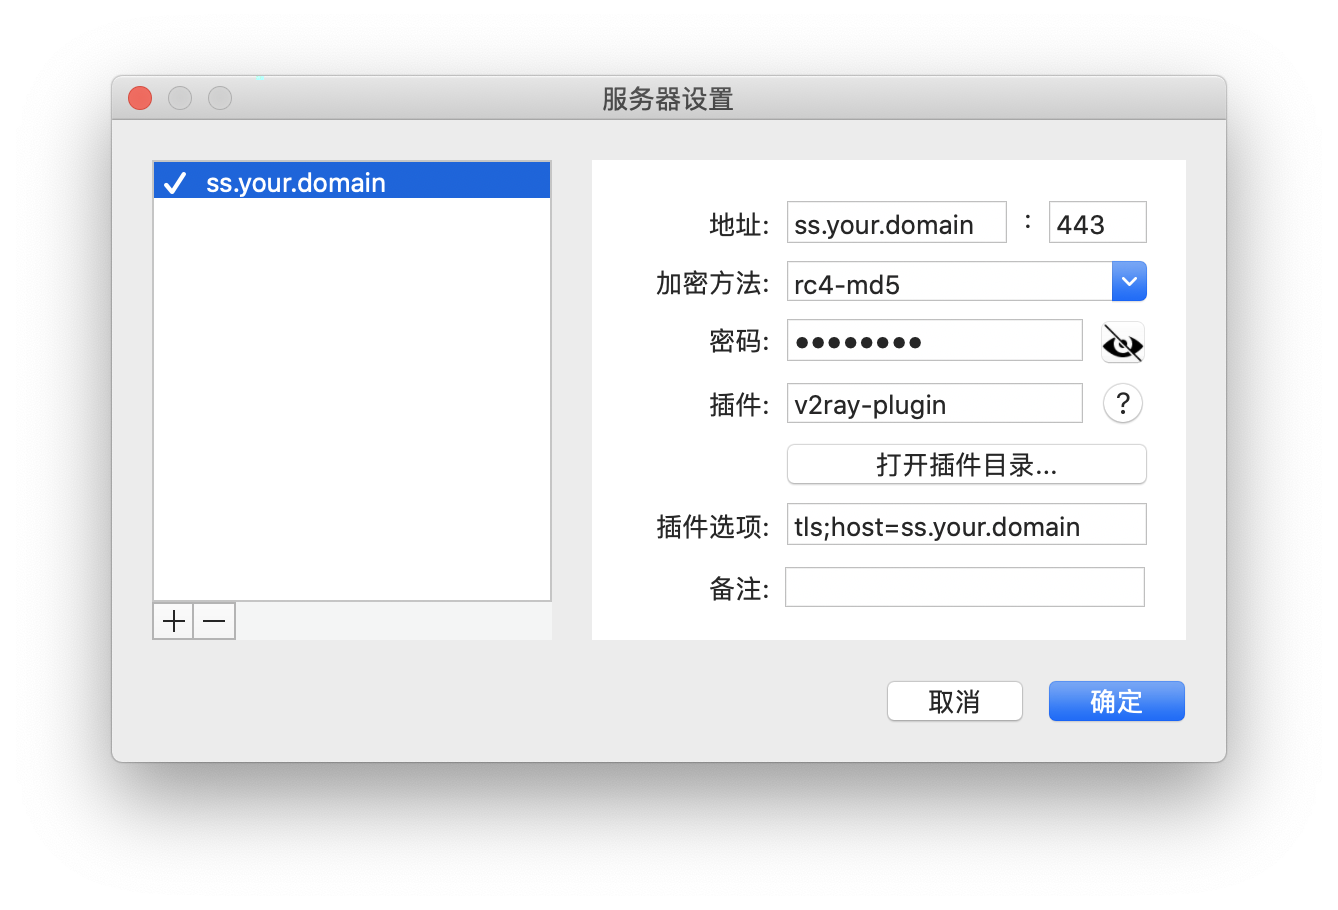 服务器设置
ss.your.domain
地址: ss.your.domain : 443
加密方法: rc4-md5
密码: ●●●●●●●●
插件: v2ray-plugin ?
打开插件目录...
插件选项: tls;host=ss.your.domain
备注:
取消 确定